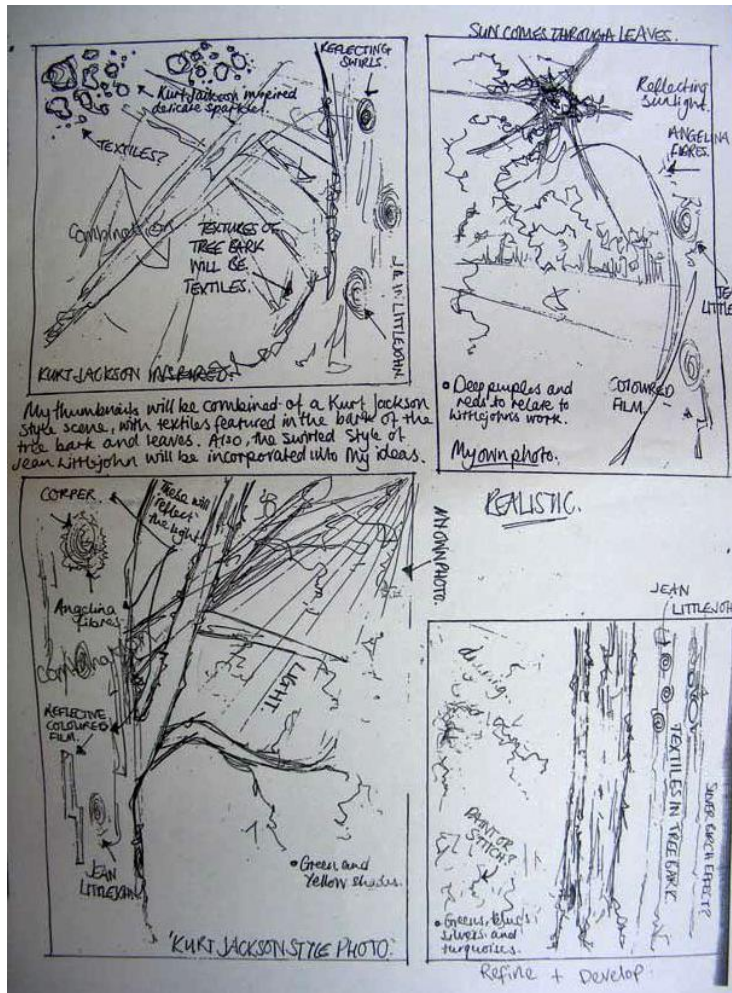 SUN COMES THROUGH LEAVES.
REFLECTING
SWIRLS.
Kurt Jackson inspired
delicate sparkle!
TEXTILES?
Combination
TEXTURES OF
TREE BARK
WILL BE
TEXTILES.
LITTLEJOHN.
KURT JACKSON INSPIRED.
Reflecting
sunlight.
ANGELINA
FIBRES.
COLOURED
FILM.
• Deep purples and
reds to relate to
Littlejohn's work.
My own photo.
My thumbnails will be combined of a Kurt Jackson
style scene, with textiles featured in the bark of the
tree bark and leaves. Also, the swirled style of
Jean Littlejohn will be incorporated into my ideas.
CORPER.
These will
reflect
the light!
MY OWN PHOTO.
Angelina
fibres
REFLECTIVE
COLOURED
FILM.
LIGHT.
JEAN
LITTLEJOHN
• Green and
Yellow shades.
'KURT JACKSON STYLE PHOTO.'
REALISTIC.
JEAN
LITTLEJOH
PAINT OR
STITCH?
TEXTILES IN TREE BARK.
SILVER BIRCH EFFECT?
• Greens, blues,
silvers and
turquoises.
Refine + Develop.